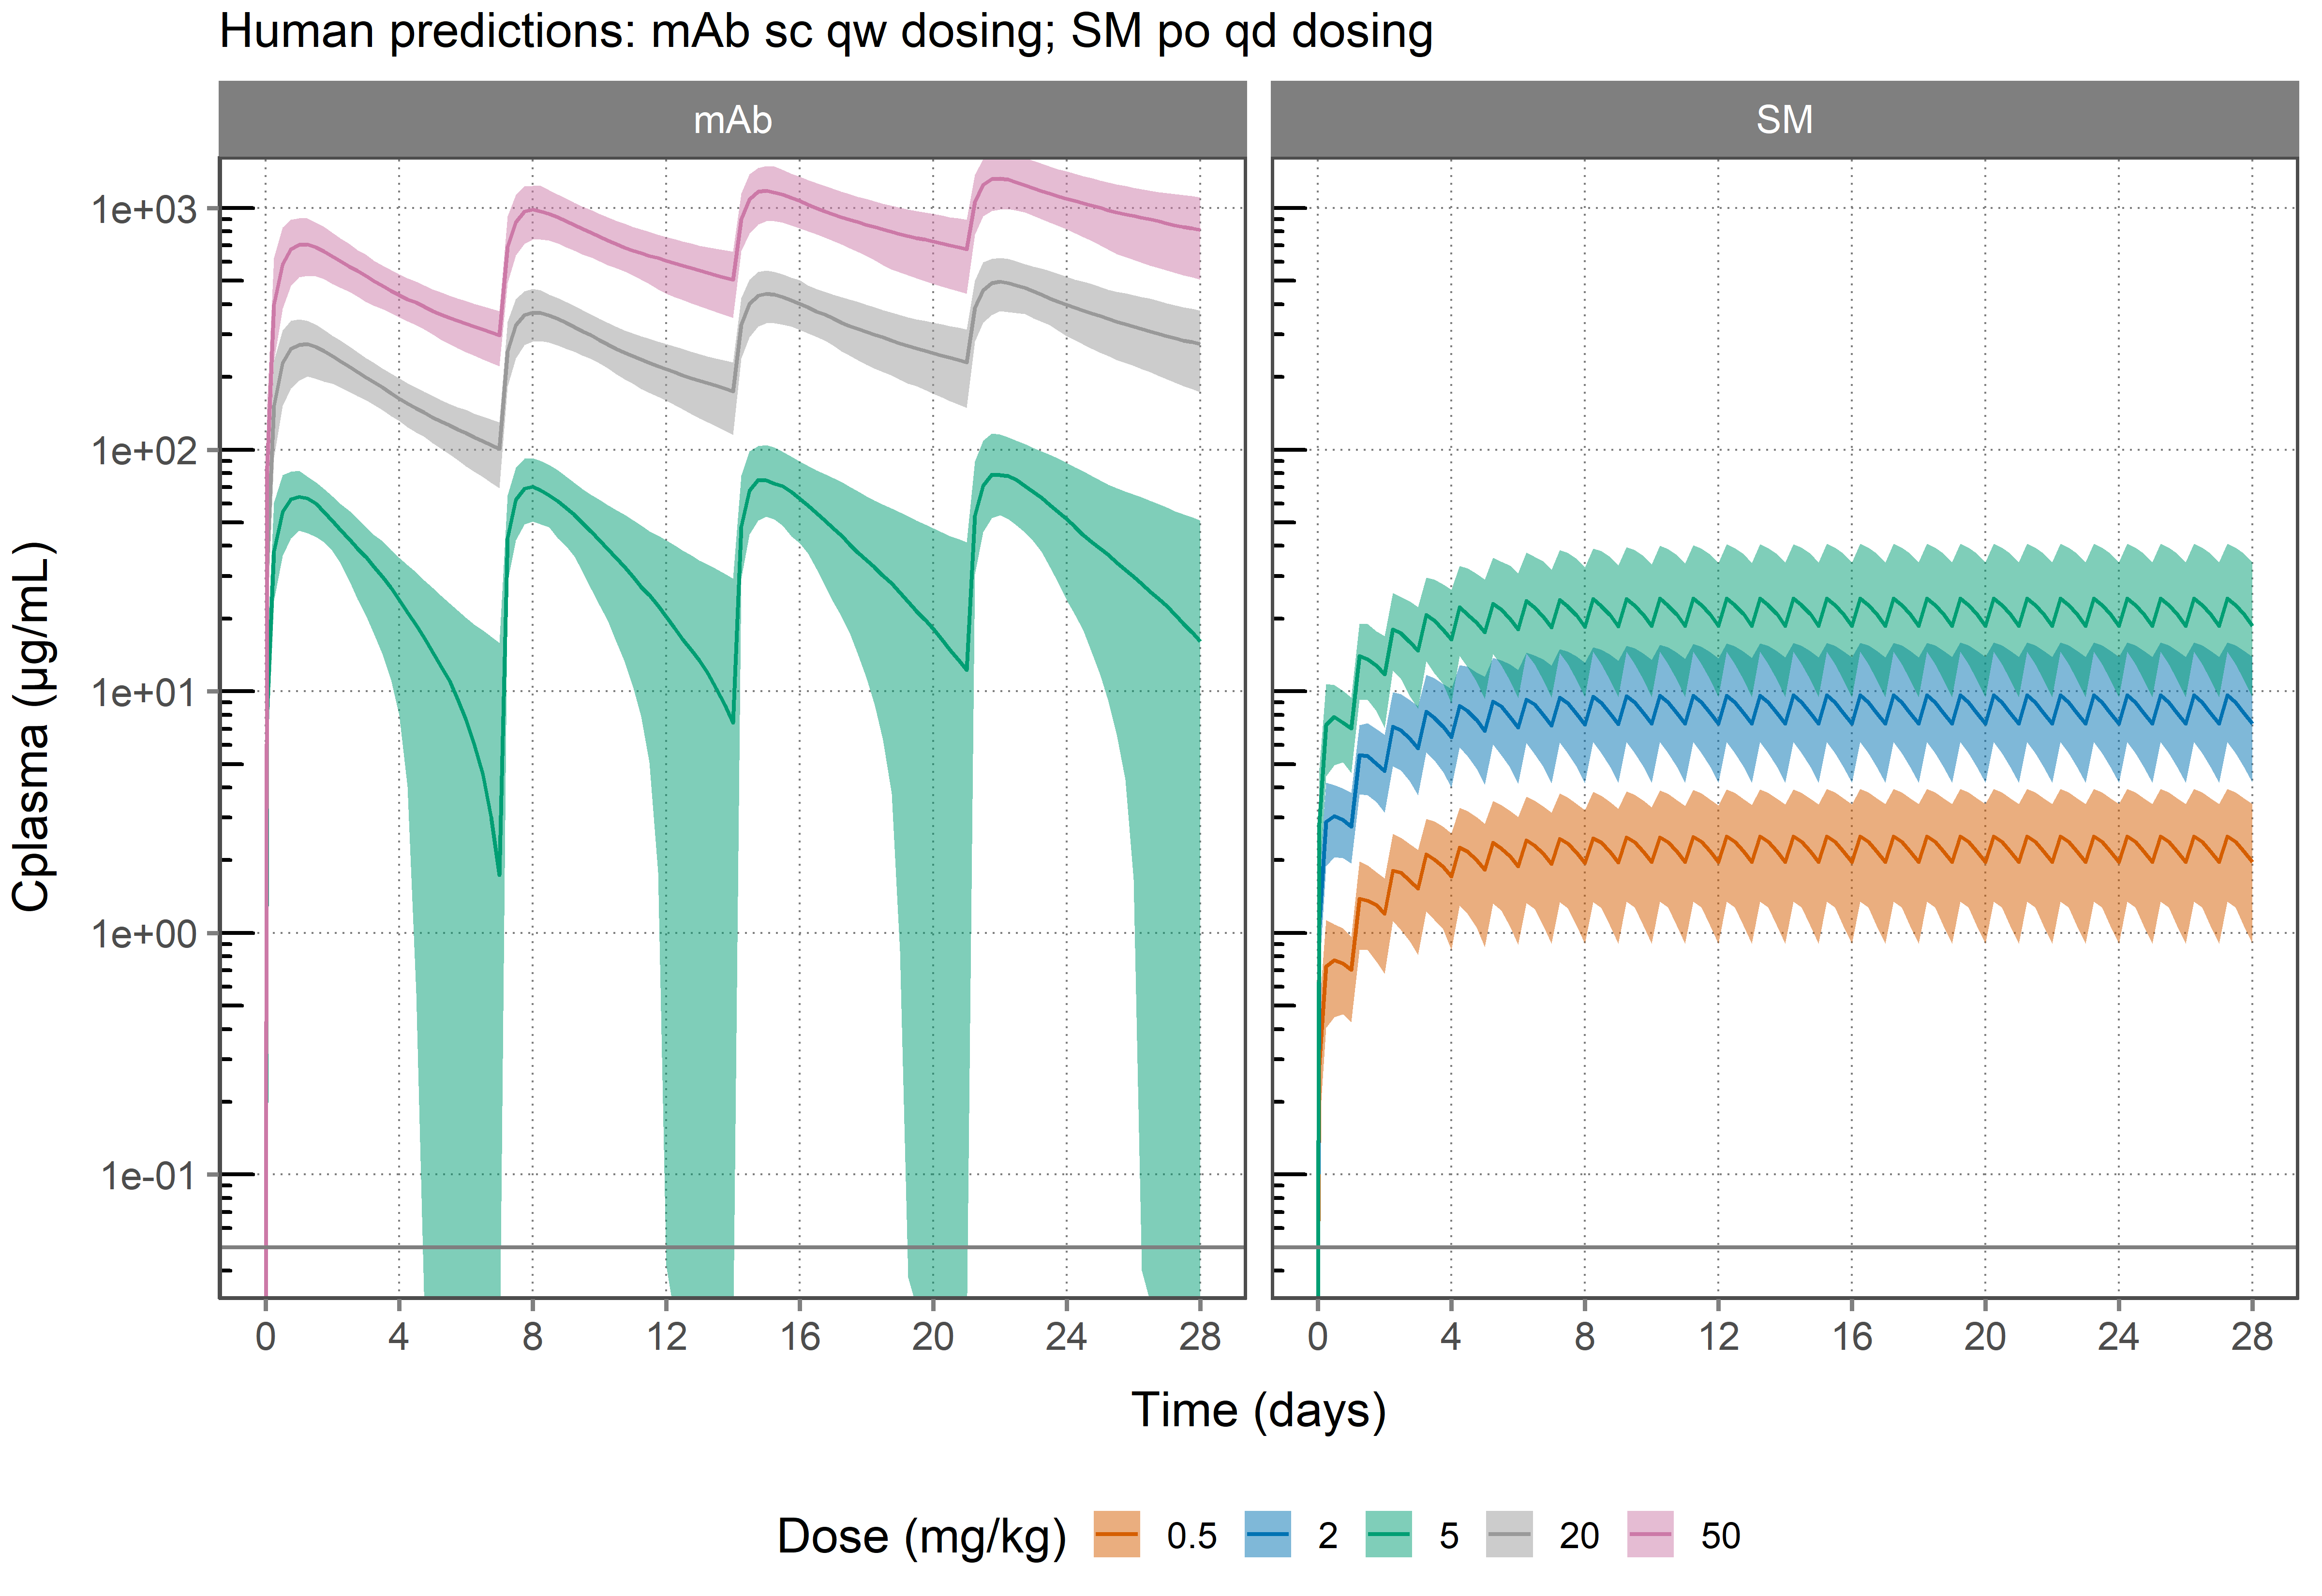 Human predictions: mAb sc qw dosing; SM po qd dosing
mAb
SM
Cplasma (µg/mL)
1e+03
1e+02
1e+01
1e+00
1e-01
0 4 8 12 16 20 24 28
0 4 8 12 16 20 24 28
Time (days)
Dose (mg/kg) 0.5 2 5 20 50